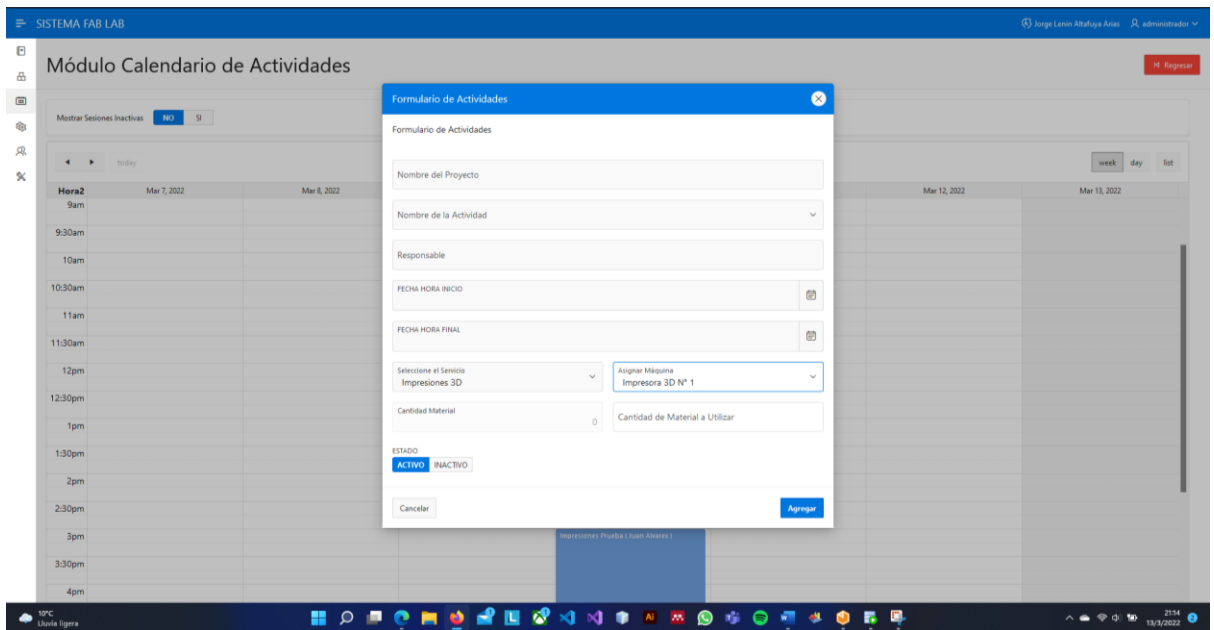 SISTEMA FAB LAB
Jorge Lenin Altafuya Arias administrador
Módulo Calendario de Actividades
Regresar
Mostrar Sesiones Inactivas NO SI
today
week day list
Hora2 Mar 7, 2022 Mar 8, 2022 Mar 12, 2022 Mar 13, 2022
9am
9:30am
10am
10:30am
11am
11:30am
12pm
12:30pm
1pm
1:30pm
2pm
2:30pm
3pm
3:30pm
4pm
Formulario de Actividades
Formulario de Actividades
Nombre del Proyecto
Nombre de la Actividad
Responsable
FECHA HORA INICIO
FECHA HORA FINAL
Seleccione el Servicio
Impresiones 3D
Asignar Máquina
Impresora 3D N° 1
Cantidad Material
0
Cantidad de Material a Utilizar
ESTADO
ACTIVO INACTIVO
Cancelar
Agregar
Impresiones Prueba ( Juan Alvarez )
10°C
Lluvia ligera
21:14
13/3/2022